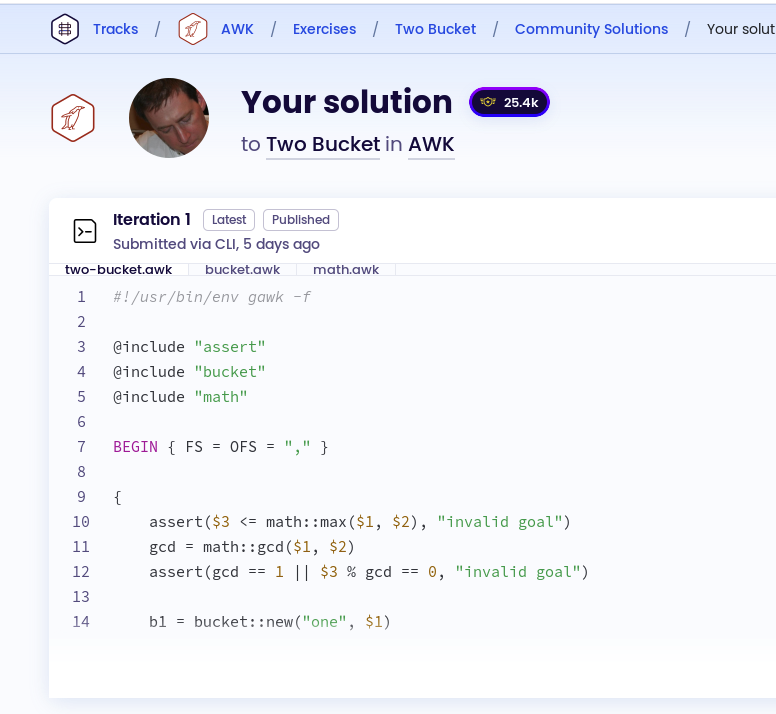 Tracks / AWK / Exercises / Two Bucket / Community Solutions / Your solut
Your solution 25.4k
to Two Bucket in AWK
Iteration 1 Latest Published
Submitted via CLI, 5 days ago
two-bucket.awk bucket.awk math.awk
1 #!/usr/bin/env gawk -f
2
3 @include "assert"
4 @include "bucket"
5 @include "math"
6
7 BEGIN { FS = OFS = "," }
8
9 {
10     assert($3 <= math::max($1, $2), "invalid goal")
11     gcd = math::gcd($1, $2)
12     assert(gcd == 1 || $3 % gcd == 0, "invalid goal")
13
14     b1 = bucket::new("one", $1)